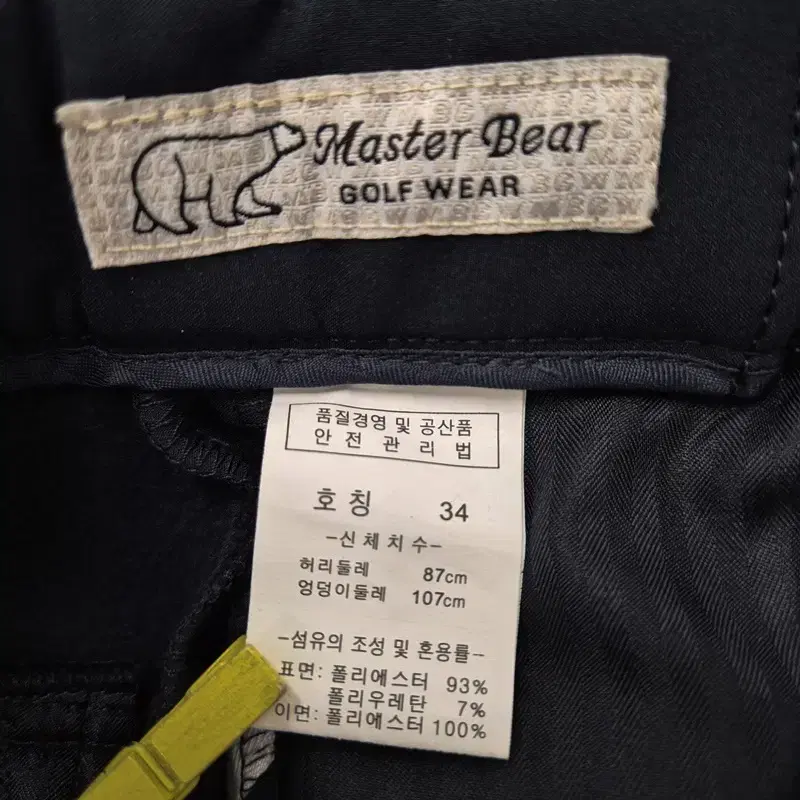 Master Bear
GOLF WEAR
품질경영 및 공산품
안 전 관 리 법
호 칭 34
-신 체 치 수-
허리둘레 87cm
엉덩이둘레 107cm
-섬유의 조성 및 혼용률-
표면: 폴리에스터 93%
폴리우레탄 7%
이면: 폴리에스터 100%